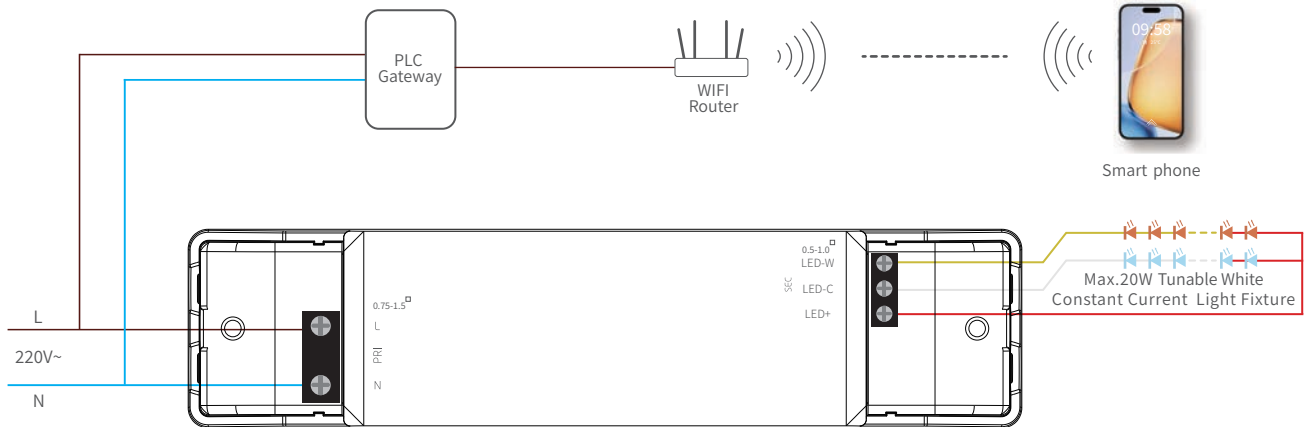 PLC
Gateway
WIFI
Router
09:58
Smart phone
L
220V~
N
0.75-1.5□
L
PRI
N
0.5-1.0□
SEC
LED-W
LED-C
LED+
Max.20W Tunable White
Constant Current Light Fixture